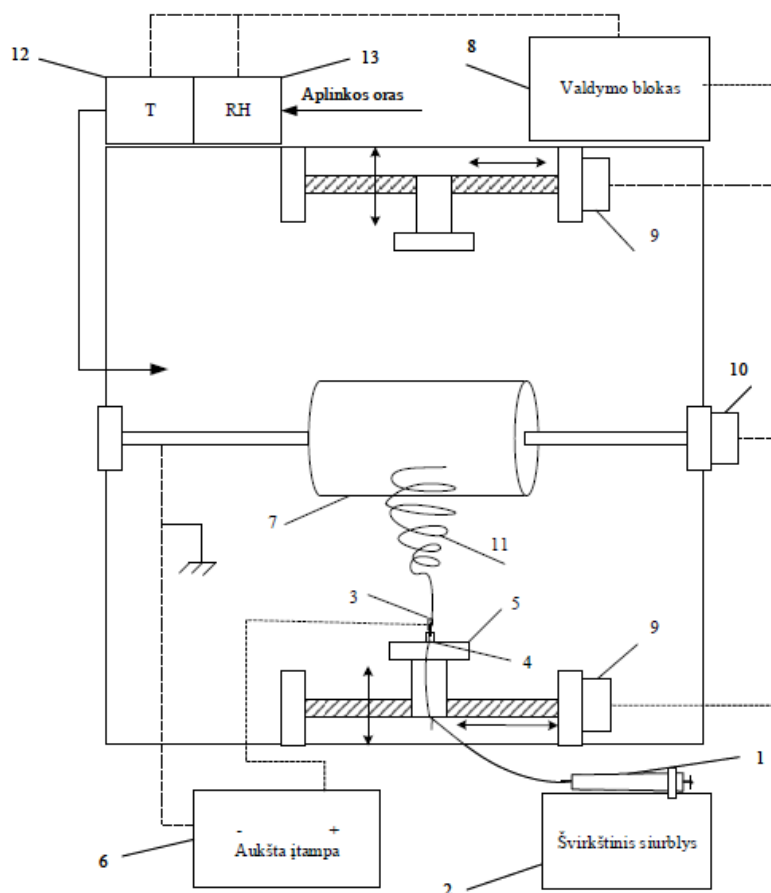 8
12
13
T
RH
Aplinkos oras
Valdymo blokas
9
10
7
11
3
5
4
9
1
- +
Aukšta įtampa
6
Švirkštinis siurblys
2